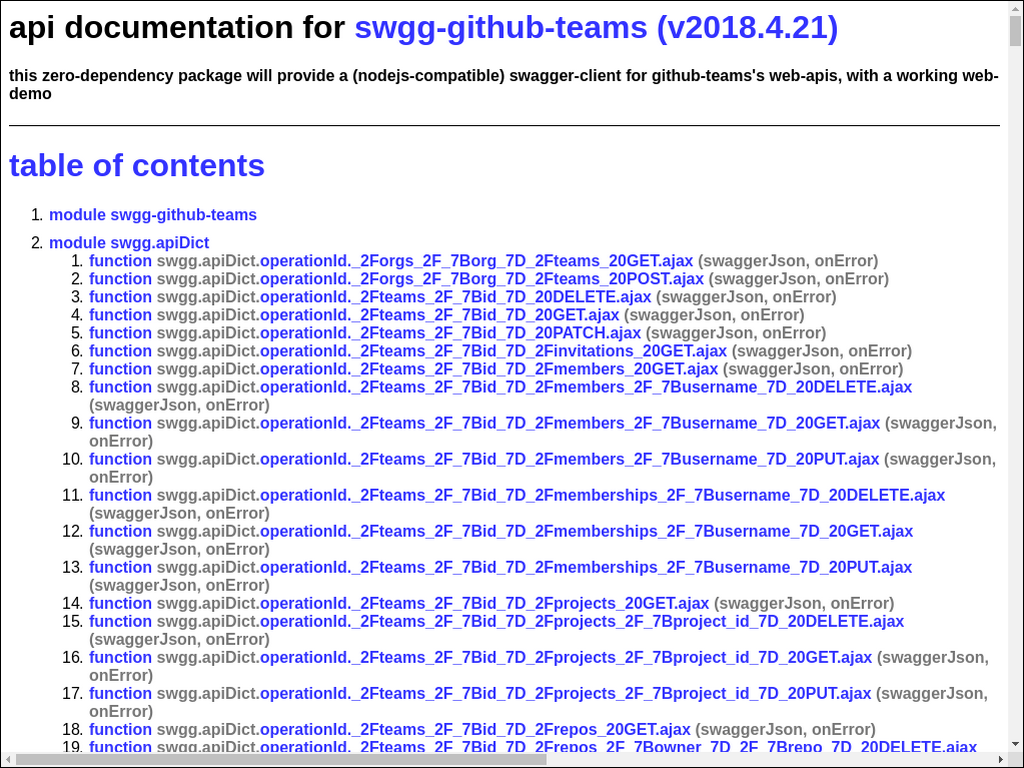 api documentation for swgg-github-teams (v2018.4.21)
this zero-dependency package will provide a (nodejs-compatible) swagger-client for github-teams's web-apis, with a working web-
demo
table of contents
1. module swgg-github-teams
2. module swgg.apiDict
1. function swgg.apiDict.operationId._2Forgs_2F_7Borg_7D_2Fteams_20GET.ajax (swaggerJson, onError)
2. function swgg.apiDict.operationId._2Forgs_2F_7Borg_7D_2Fteams_20POST.ajax (swaggerJson, onError)
3. function swgg.apiDict.operationId._2Fteams_2F_7Bid_7D_20DELETE.ajax (swaggerJson, onError)
4. function swgg.apiDict.operationId._2Fteams_2F_7Bid_7D_20GET.ajax (swaggerJson, onError)
5. function swgg.apiDict.operationId._2Fteams_2F_7Bid_7D_20PATCH.ajax (swaggerJson, onError)
6. function swgg.apiDict.operationId._2Fteams_2F_7Bid_7D_2Finvitations_20GET.ajax (swaggerJson, onError)
7. function swgg.apiDict.operationId._2Fteams_2F_7Bid_7D_2Fmembers_20GET.ajax (swaggerJson, onError)
8. function swgg.apiDict.operationId._2Fteams_2F_7Bid_7D_2Fmembers_2F_7Busername_7D_20DELETE.ajax
(swaggerJson, onError)
9. function swgg.apiDict.operationId._2Fteams_2F_7Bid_7D_2Fmembers_2F_7Busername_7D_20GET.ajax (swaggerJson,
onError)
10. function swgg.apiDict.operationId._2Fteams_2F_7Bid_7D_2Fmembers_2F_7Busername_7D_20PUT.ajax (swaggerJson,
onError)
11. function swgg.apiDict.operationId._2Fteams_2F_7Bid_7D_2Fmemberships_2F_7Busername_7D_20DELETE.ajax
(swaggerJson, onError)
12. function swgg.apiDict.operationId._2Fteams_2F_7Bid_7D_2Fmemberships_2F_7Busername_7D_20GET.ajax
(swaggerJson, onError)
13. function swgg.apiDict.operationId._2Fteams_2F_7Bid_7D_2Fmemberships_2F_7Busername_7D_20PUT.ajax
(swaggerJson, onError)
14. function swgg.apiDict.operationId._2Fteams_2F_7Bid_7D_2Fprojects_20GET.ajax (swaggerJson, onError)
15. function swgg.apiDict.operationId._2Fteams_2F_7Bid_7D_2Fprojects_2F_7Bproject_id_7D_20DELETE.ajax
(swaggerJson, onError)
16. function swgg.apiDict.operationId._2Fteams_2F_7Bid_7D_2Fprojects_2F_7Bproject_id_7D_20GET.ajax (swaggerJson,
onError)
17. function swgg.apiDict.operationId._2Fteams_2F_7Bid_7D_2Fprojects_2F_7Bproject_id_7D_20PUT.ajax (swaggerJson,
onError)
18. function swgg.apiDict.operationId._2Fteams_2F_7Bid_7D_2Frepos_20GET.ajax (swaggerJson, onError)
19. function swgg.apiDict.operationId._2Fteams_2F_7Bid_7D_2Frepos_2F_7Bowner_7D_2F_7Brepo_7D_20DELETE.ajax